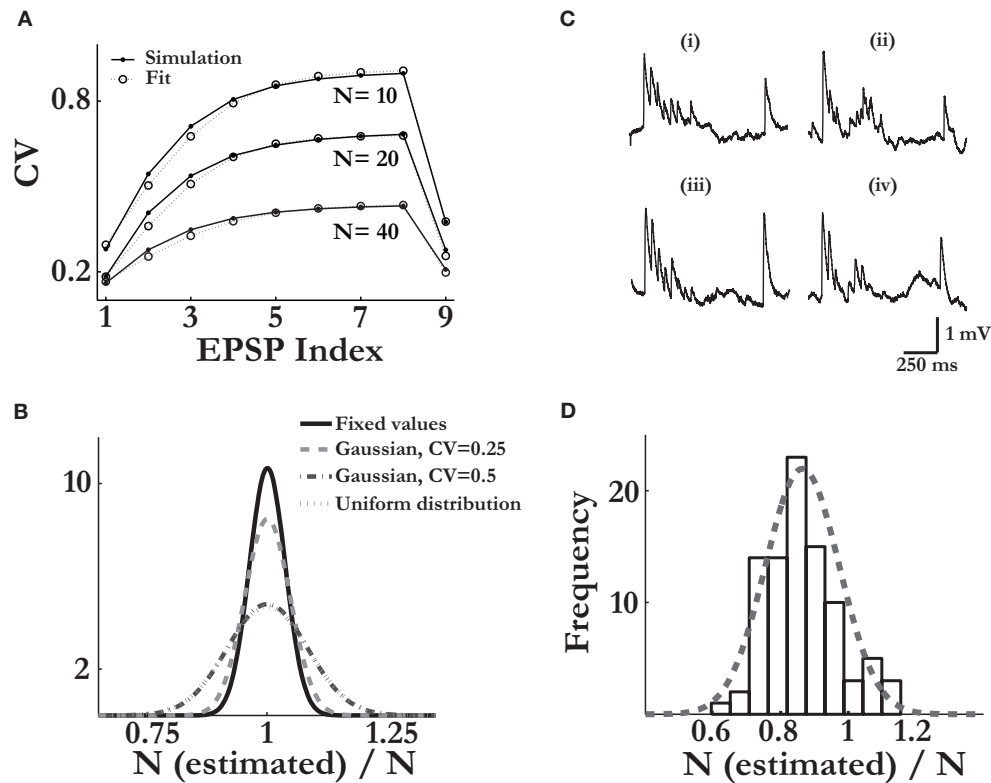 A
Simulation
Fit
0.8
0.2
CV
N= 10
N= 20
N= 40
1
3
5
7
9
EPSP Index
C
(i)
(ii)
(iii)
(iv)
1 mV
250 ms
B
Fixed values
Gaussian, CV=0.25
Gaussian, CV=0.5
Uniform distribution
10
2
0.75
1
1.25
N (estimated) / N
D
Frequency
20
10
0.6
0.8
1
1.2
N (estimated) / N